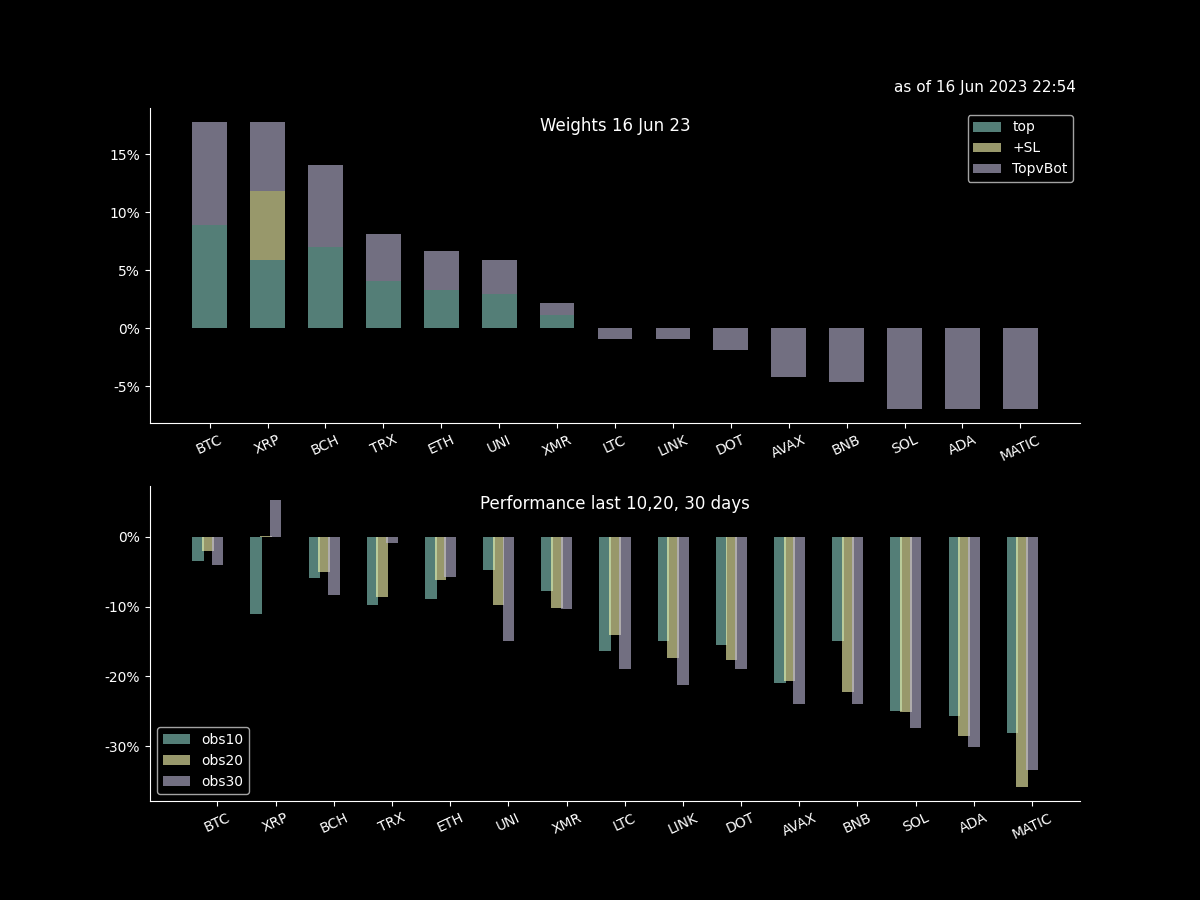 as of 16 Jun 2023 22:54
Weights 16 Jun 23
top
+SL
TopvBot
15%
10%
5%
0%
-5%
BTC XRP BCH TRX ETH UNI XMR LTC LINK DOT AVAX BNB SOL ADA MATIC
Performance last 10,20, 30 days
0%
-10%
-20%
-30%
obs10
obs20
obs30
BTC XRP BCH TRX ETH UNI XMR LTC LINK DOT AVAX BNB SOL ADA MATIC